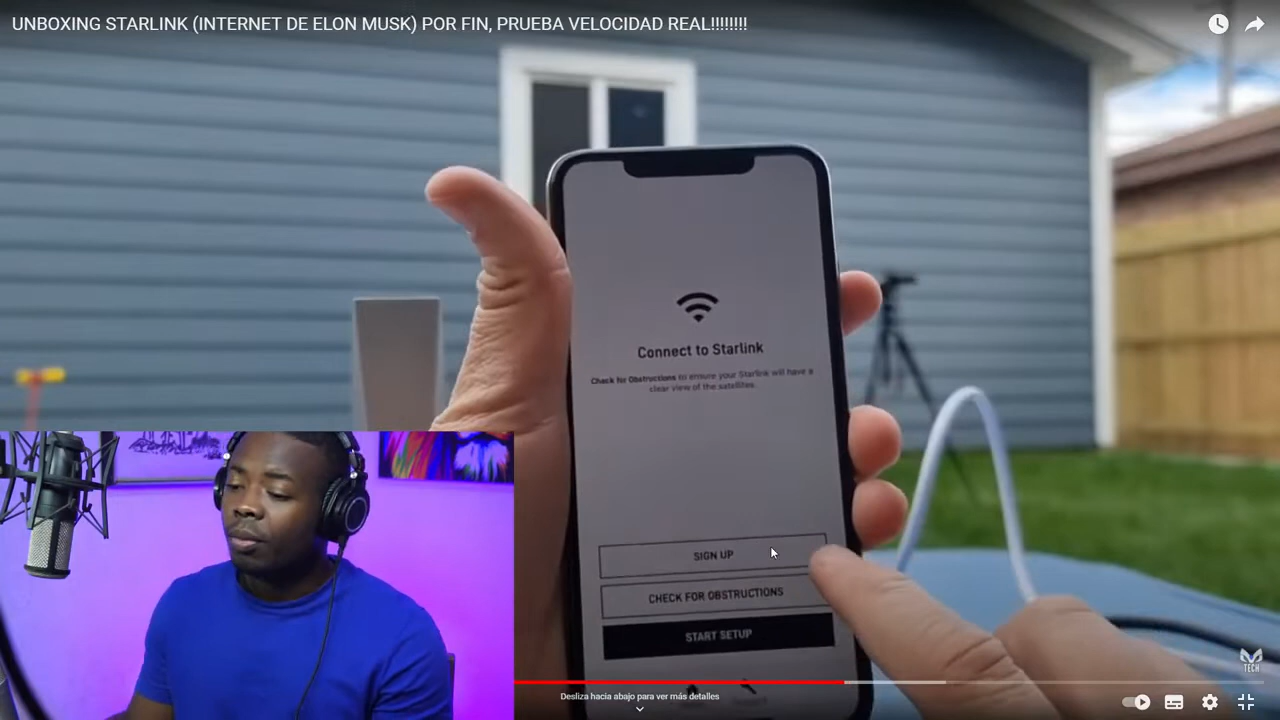 UNBOXING STARLINK (INTERNET DE ELON MUSK) POR FIN, PRUEBA VELOCIDAD REAL!!!!!!!!
Connect to Starlink
Check for Obstructions to ensure your Starlink will have a
clear view of the satellites.
SIGN UP
CHECK FOR OBSTRUCTIONS
START SETUP
TECH
Desliza hacia abajo para ver más detalles